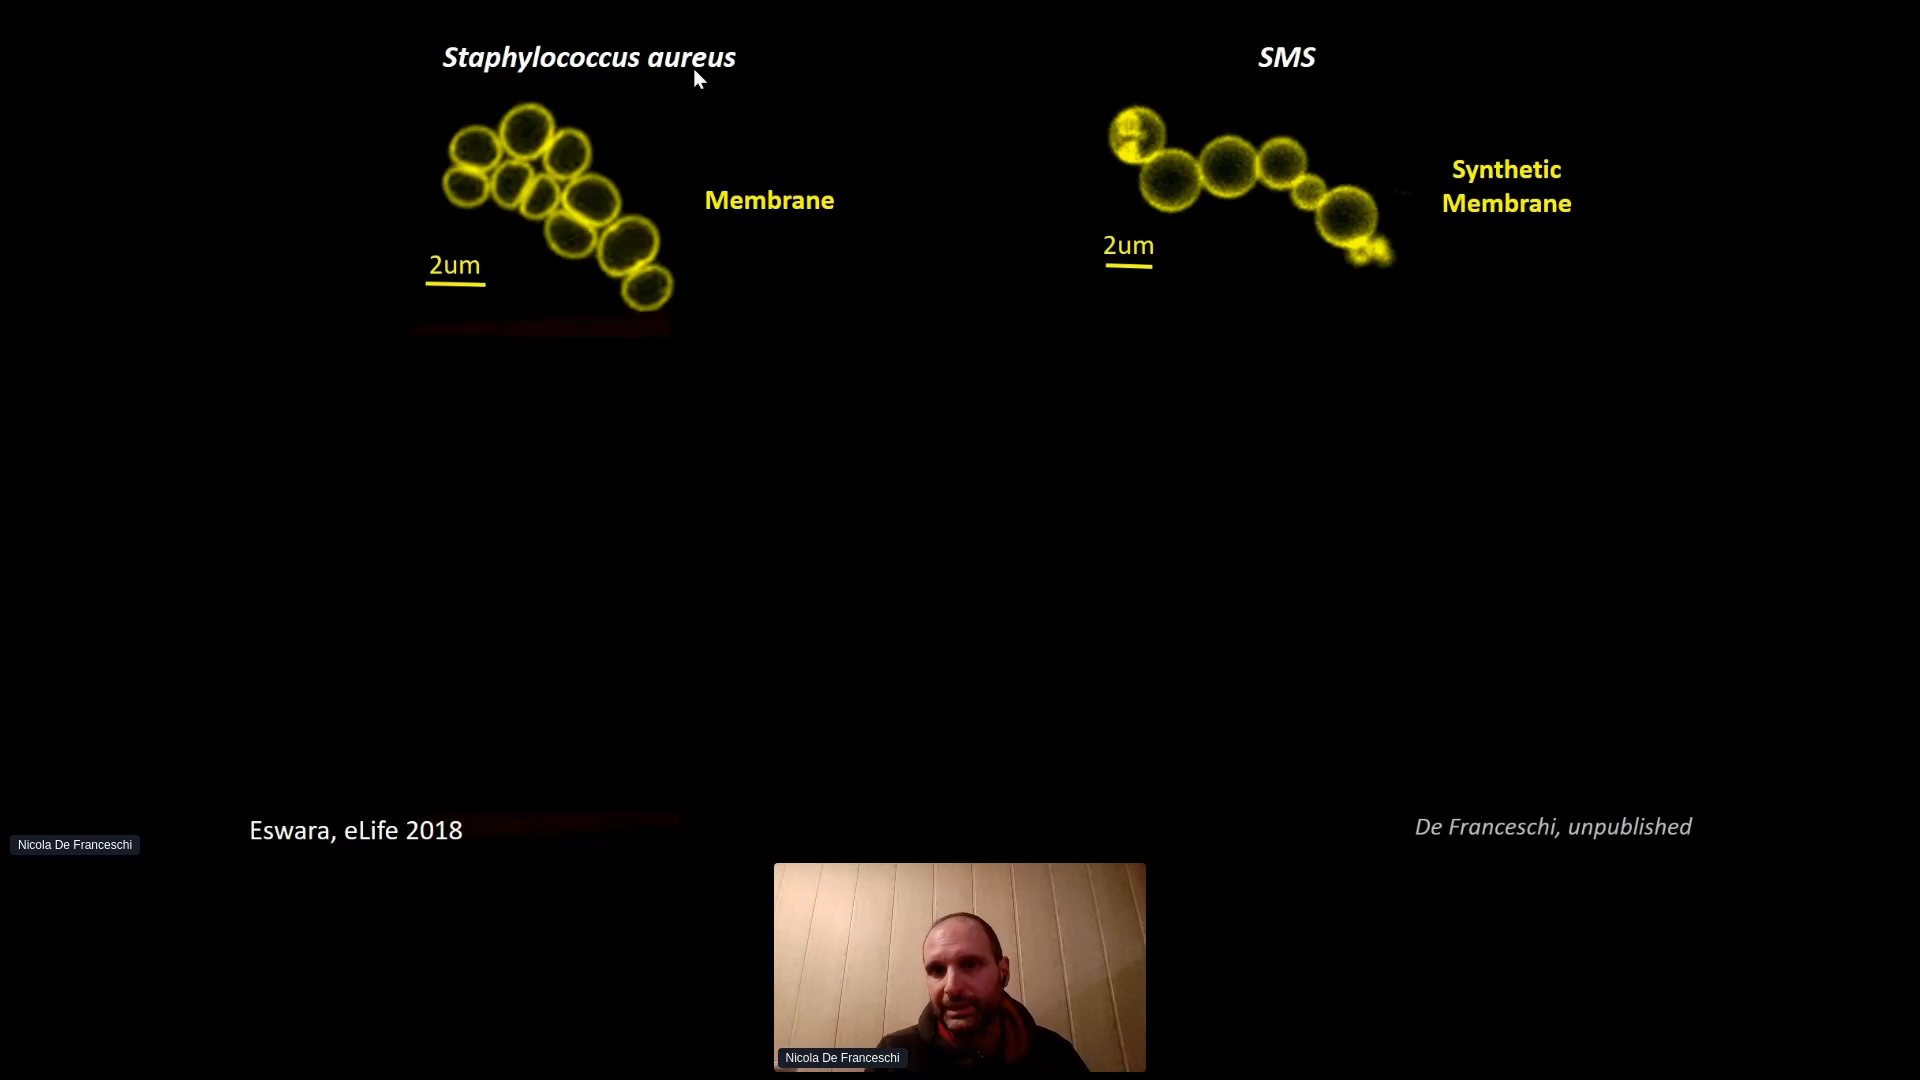 Staphylococcus aureus
SMS
Membrane
2um
Synthetic
Membrane
2um
Eswara, eLife 2018
De Franceschi, unpublished
Nicola De Franceschi
Nicola De Franceschi